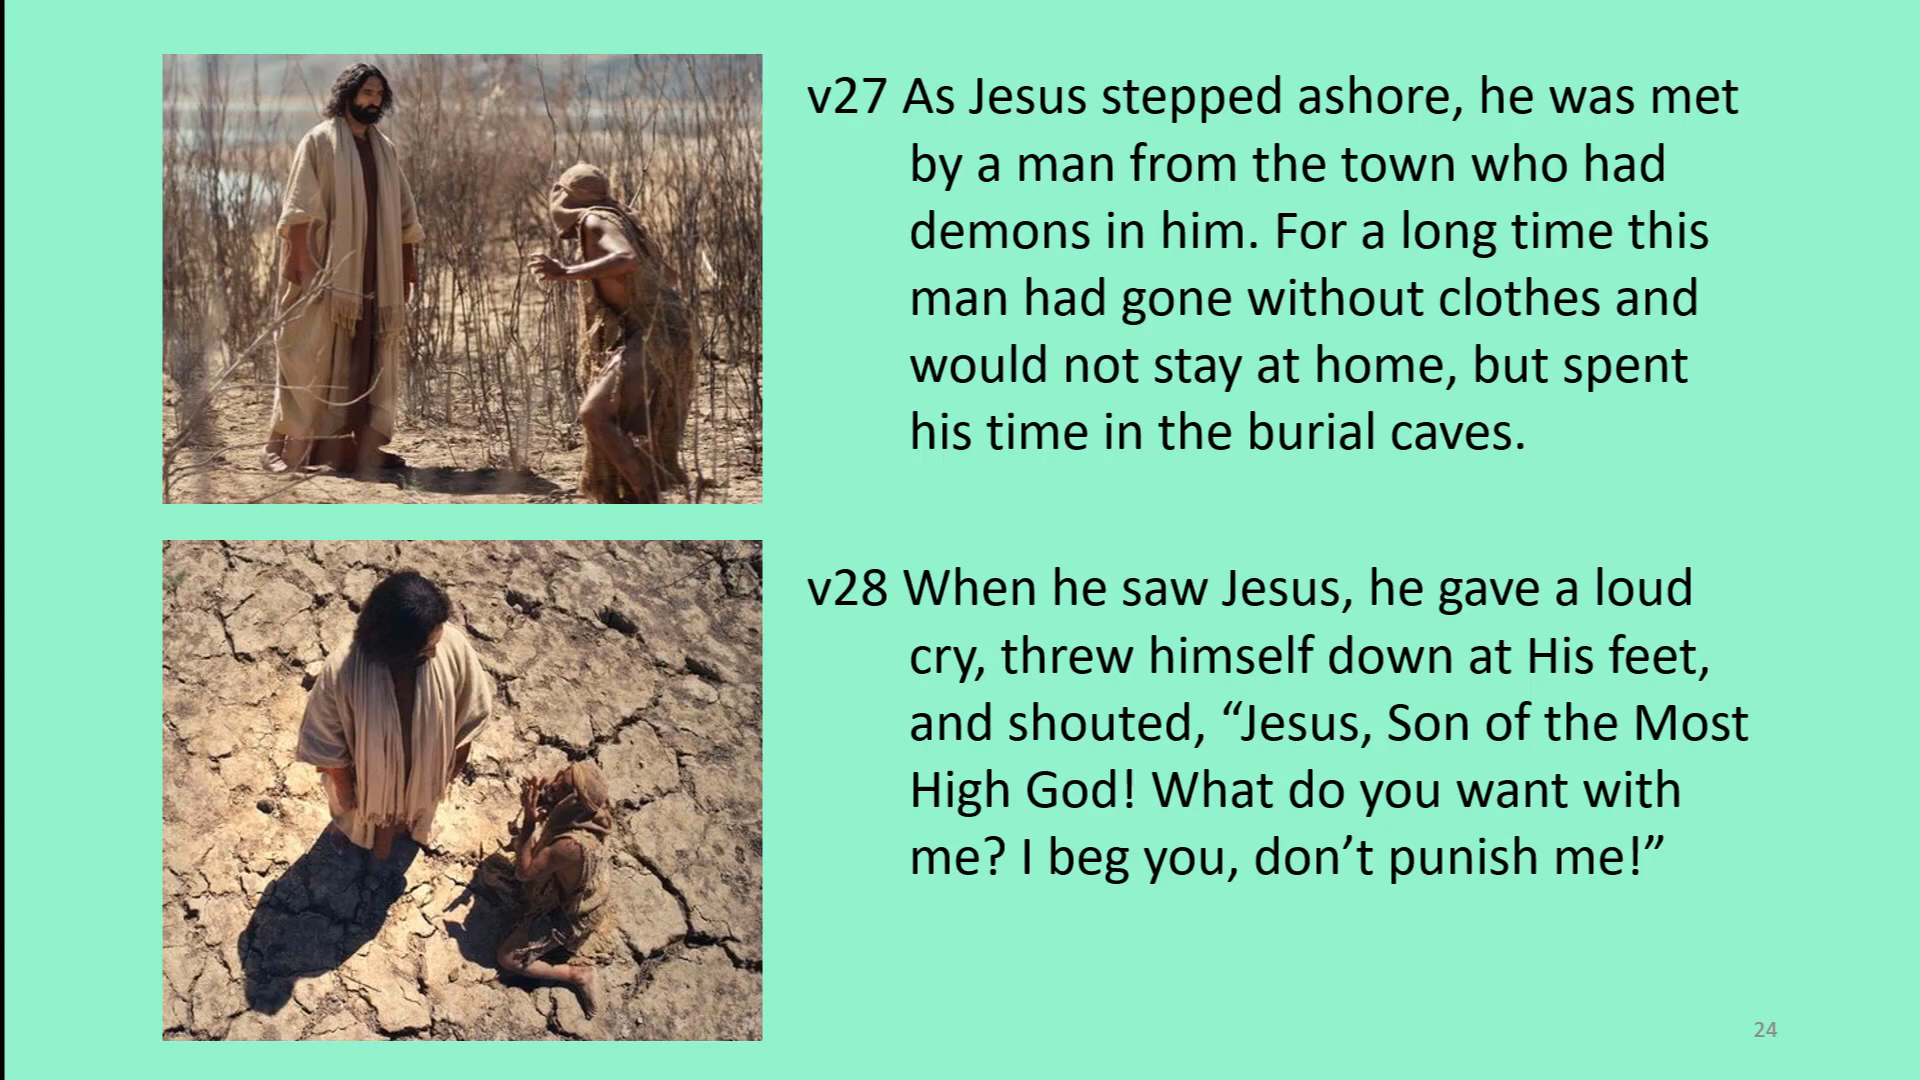 v27 As Jesus stepped ashore, he was met
by a man from the town who had
demons in him. For a long time this
man had gone without clothes and
would not stay at home, but spent
his time in the burial caves.
v28 When he saw Jesus, he gave a loud
cry, threw himself down at His feet,
and shouted, “Jesus, Son of the Most
High God! What do you want with
me? I beg you, don’t punish me!”
24